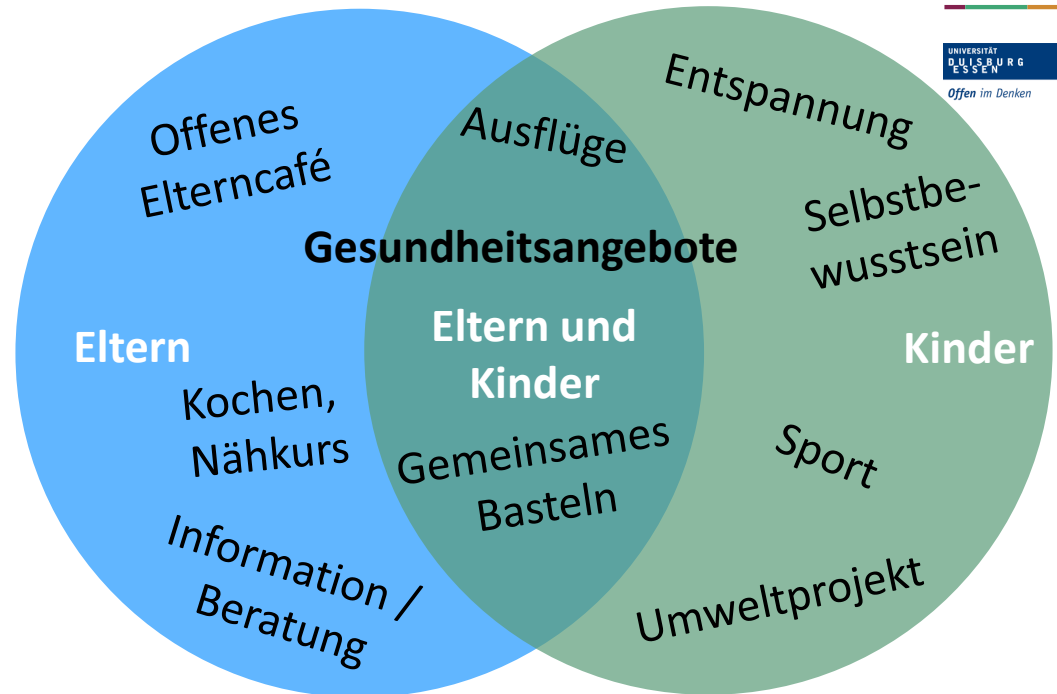 UNIVERSITÄT
DUISBURG
ESSEN
Offen im Denken
Offenes
Elterncafé
Ausflüge
Entspannung
Selbstbe-
wusstsein
Gesundheitsangebote
Eltern
Eltern und
Kinder
Kinder
Kochen,
Nähkurs
Gemeinsames
Basteln
Sport
Information /
Beratung
Umweltprojekt